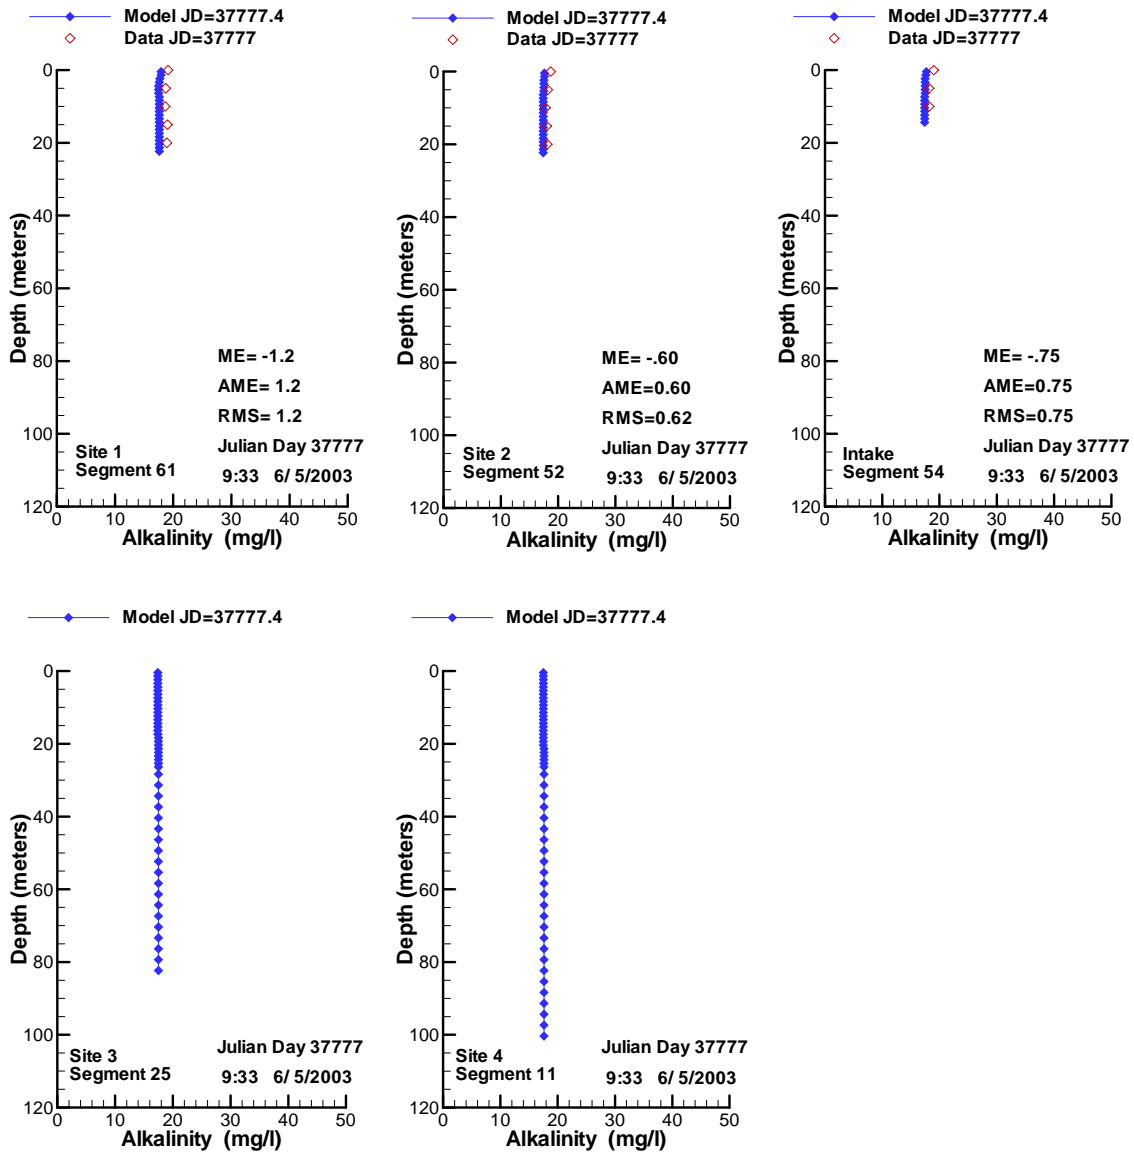 Model JD=37777.4
Data JD=37777
0
20
40
60
80
100
120
Depth (meters)
ME= -1.2
AME= 1.2
RMS= 1.2
Site 1
Segment 61
Julian Day 37777
9:33 6/ 5/2003
0 10 20 30 40 50
Alkalinity (mg/l)
Model JD=37777.4
Data JD=37777
0
20
40
60
80
100
120
Depth (meters)
ME= -.60
AME=0.60
RMS=0.62
Site 2
Segment 52
Julian Day 37777
9:33 6/ 5/2003
0 10 20 30 40 50
Alkalinity (mg/l)
Model JD=37777.4
Data JD=37777
0
20
40
60
80
100
120
Depth (meters)
ME= -.75
AME=0.75
RMS=0.75
Intake
Segment 54
Julian Day 37777
9:33 6/ 5/2003
0 10 20 30 40 50
Alkalinity (mg/l)
Model JD=37777.4
0
20
40
60
80
100
120
Depth (meters)
Site 3
Segment 25
Julian Day 37777
9:33 6/ 5/2003
0 10 20 30 40 50
Alkalinity (mg/l)
Model JD=37777.4
0
20
40
60
80
100
120
Depth (meters)
Site 4
Segment 11
Julian Day 37777
9:33 6/ 5/2003
0 10 20 30 40 50
Alkalinity (mg/l)